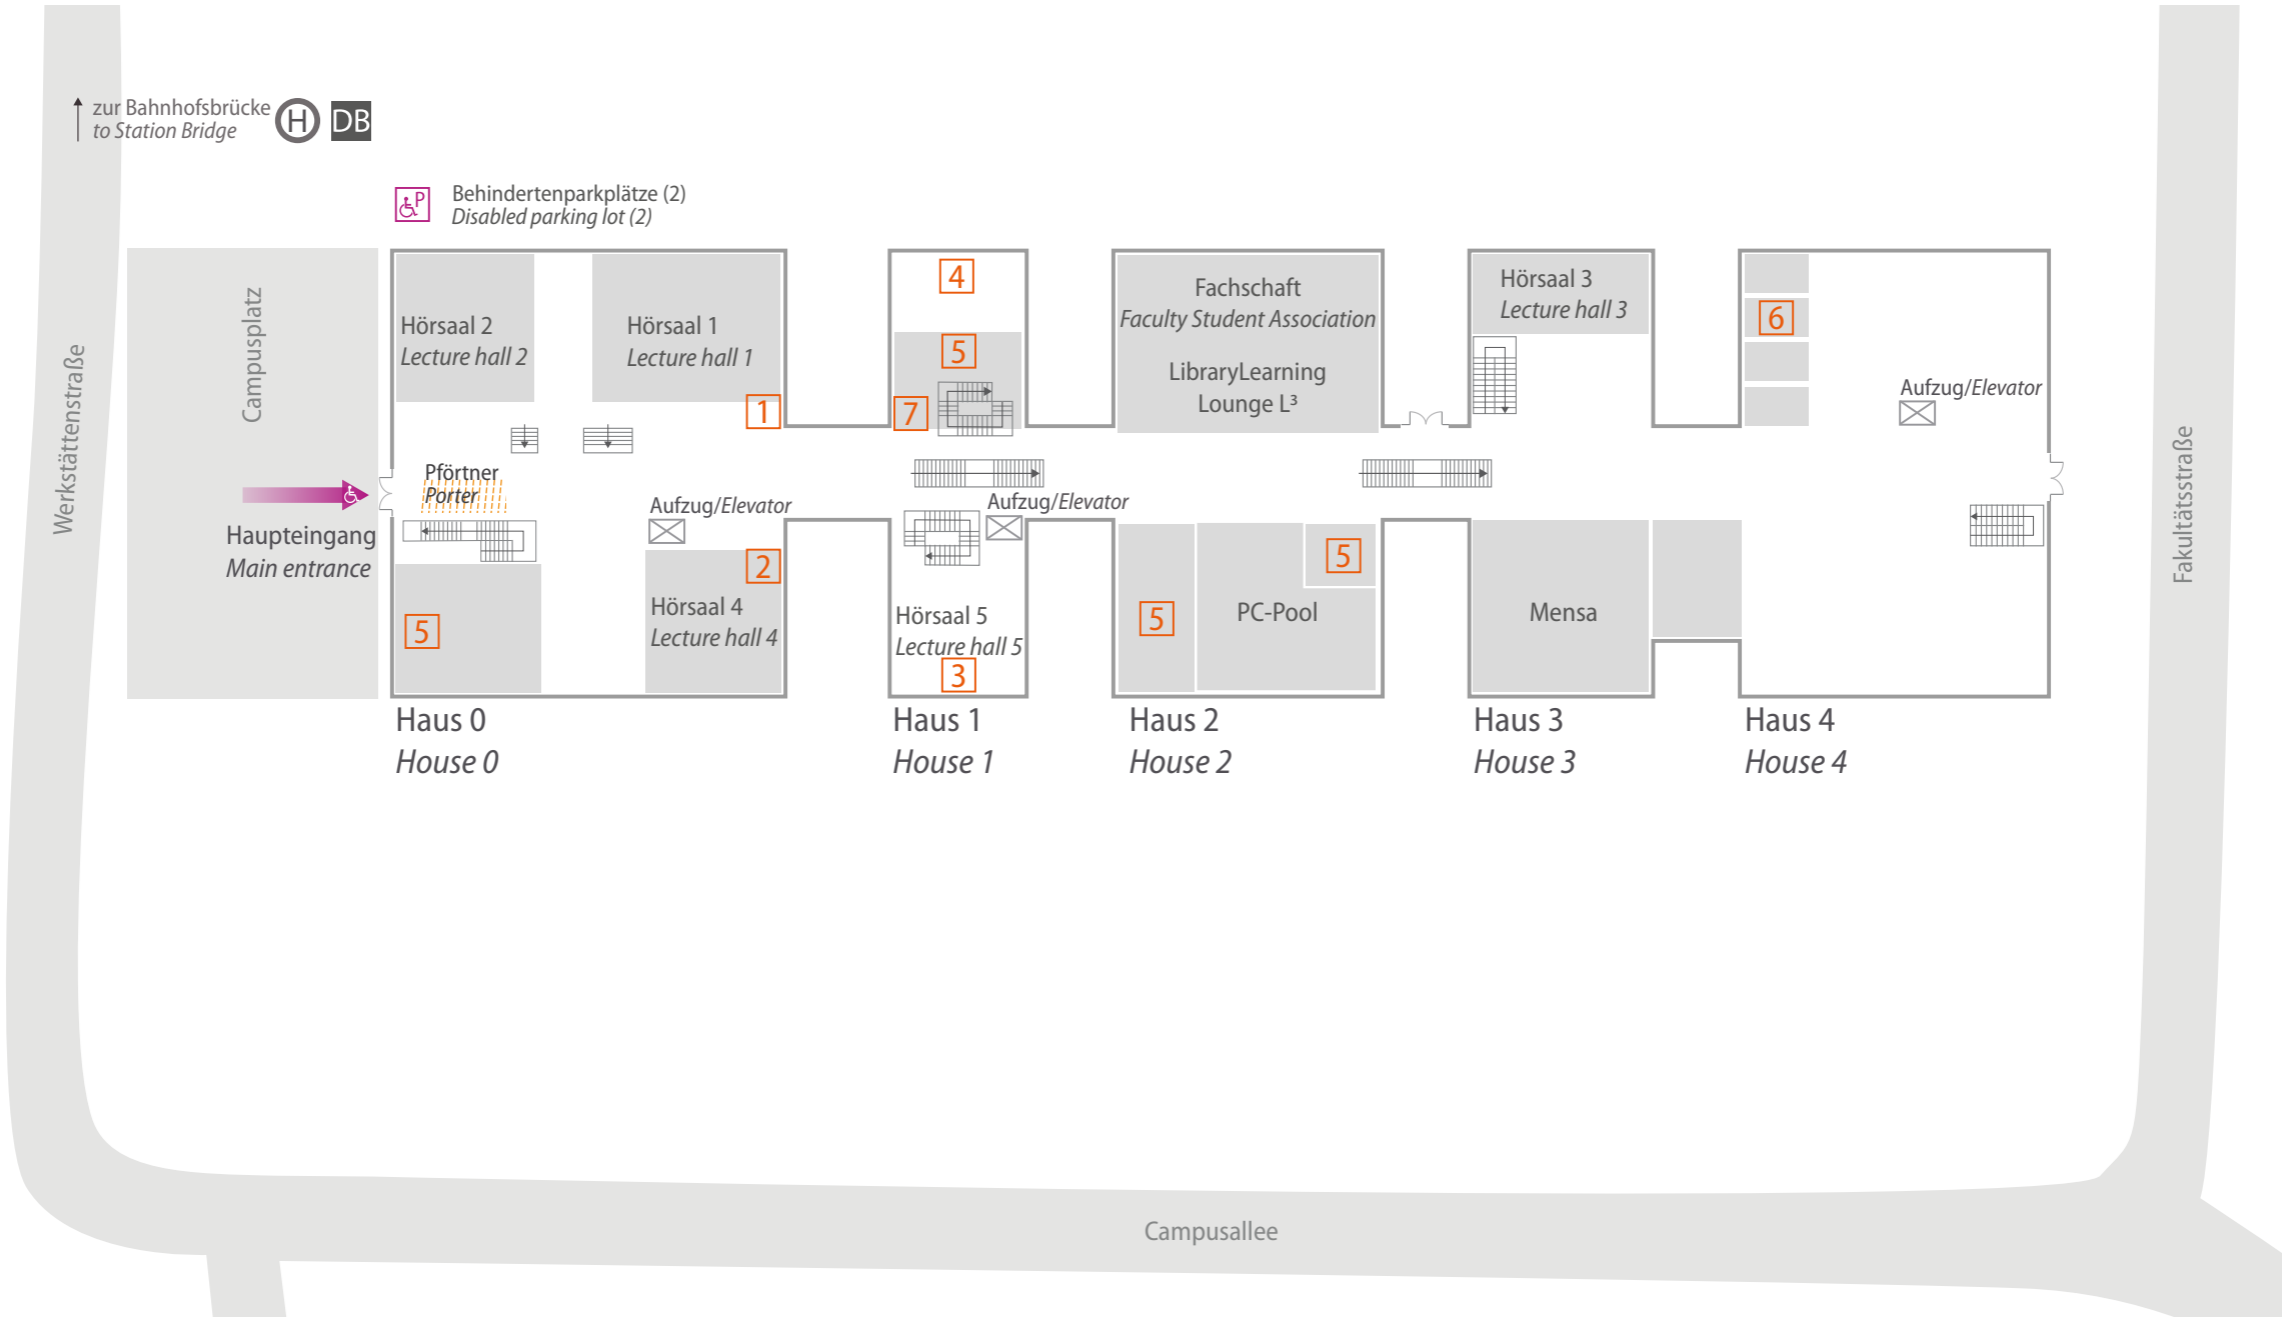 zur Bahnhofsbrücke
to Station Bridge
H
DB
P
Behindertenparkplätze (2)
Disabled parking lot (2)
Werkstättenstraße
Campusplatz
Haupteingang
Main entrance
Hörsaal 2
Lecture hall 2
Hörsaal 1
Lecture hall 1
1
Pförtner
Porter
Aufzug/Elevator
2
Hörsaal 4
Lecture hall 4
5
4
5
7
Aufzug/Elevator
Hörsaal 5
Lecture hall 5
3
Fachschaft
Faculty Student Association
LibraryLearning
Lounge L³
5
PC-Pool
5
Hörsaal 3
Lecture hall 3
Mensa
6
Aufzug/Elevator
Fakultätsstraße
Haus 0
House 0
Haus 1
House 1
Haus 2
House 2
Haus 3
House 3
Haus 4
House 4
Campusallee